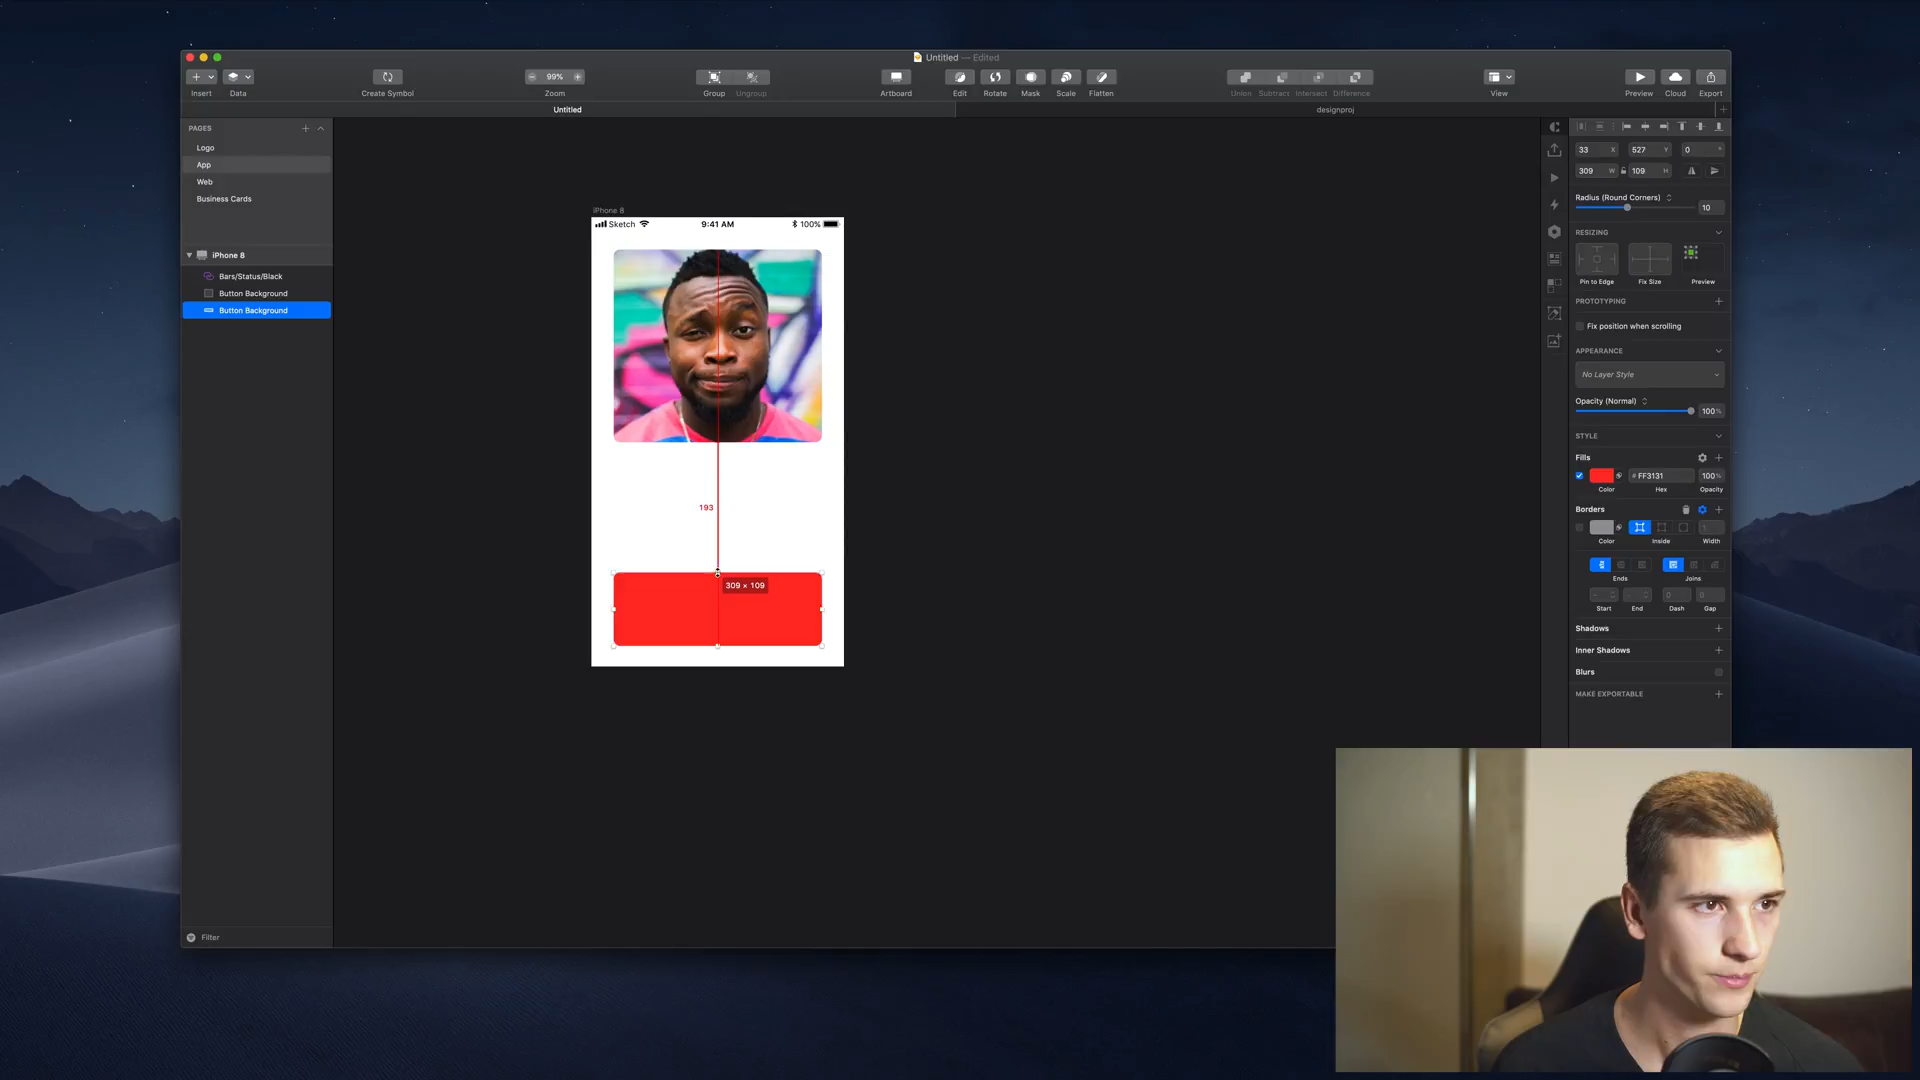 Untitled — Edited
99%
Insert
Data
Create Symbol
Zoom
Group
Ungroup
Artboard
Edit
Rotate
Mask
Scale
Flatten
Union
Subtract
Intersect
Difference
View
Preview
Cloud
Export
Untitled
designproj
PAGES
Logo
App
Web
Business Cards
iPhone 8
Bars/Status/Black
Button Background
Button Background
Filter
iPhone 8
Sketch
9:41 AM
100%
193
309 × 109
33 X
527 Y
0 °
309 W
109 H
Radius (Round Corners)
10
RESIZING
Pin to Edge
Fix Size
Preview
PROTOTYPING
Fix position when scrolling
APPEARANCE
No Layer Style
Opacity (Normal)
100%
STYLE
Fills
# FF3131
100%
Color
Hex
Opacity
Borders
1
Color
Inside
Width
Ends
Joins
0
0
Start
End
Dash
Gap
Shadows
Inner Shadows
Blurs
MAKE EXPORTABLE